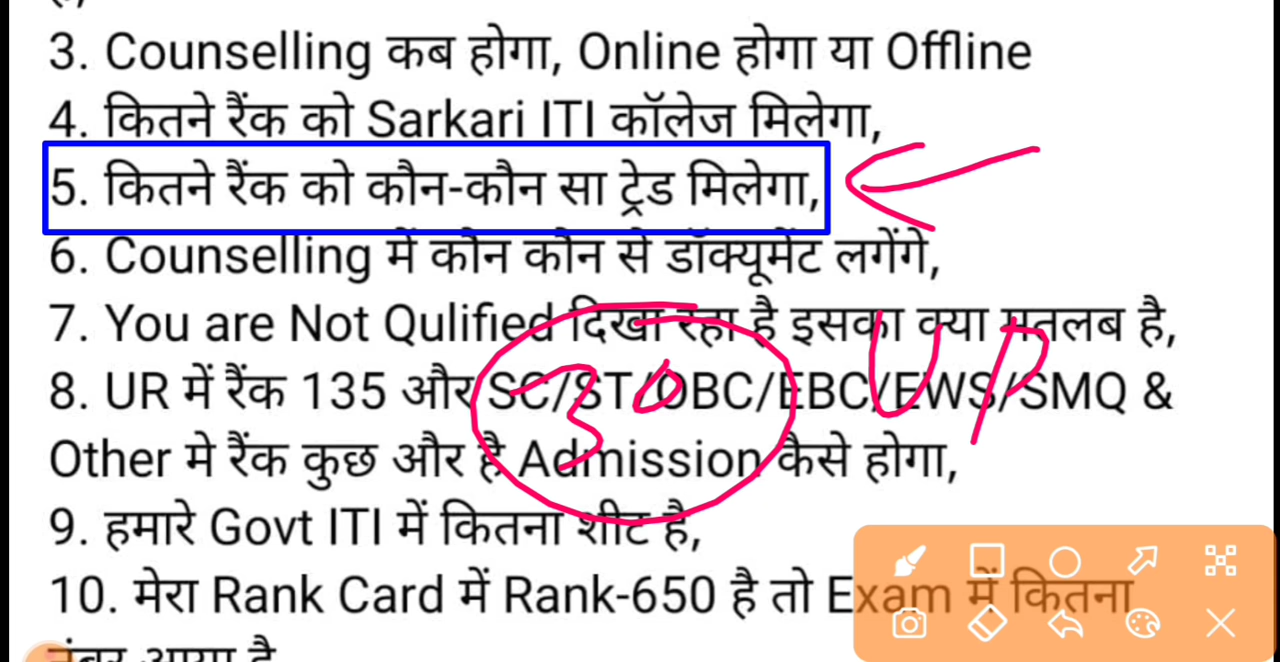 3. Counselling कब होगा, Online होगा या Offline
4. कितने रैंक को Sarkari ITI कॉलेज मिलेगा,
5. कितने रैंक को कौन-कौन सा ट्रेड मिलेगा,
6. Counselling में कौन कौन से डॉक्यूमेंट लगेंगे,
7. You are Not Qulified दिखा रहा है इसका क्या मतलब है,
8. UR में रैंक 135 और SC/ST/OBC/EBC/EWS/SMQ &
Other मे रैंक कुछ और है Admission कैसे होगा,
30 UP
9. हमारे Govt ITI में कितना शीट है,
10. मेरा Rank Card में Rank-650 है तो Exam में कितना
नंबर आया है